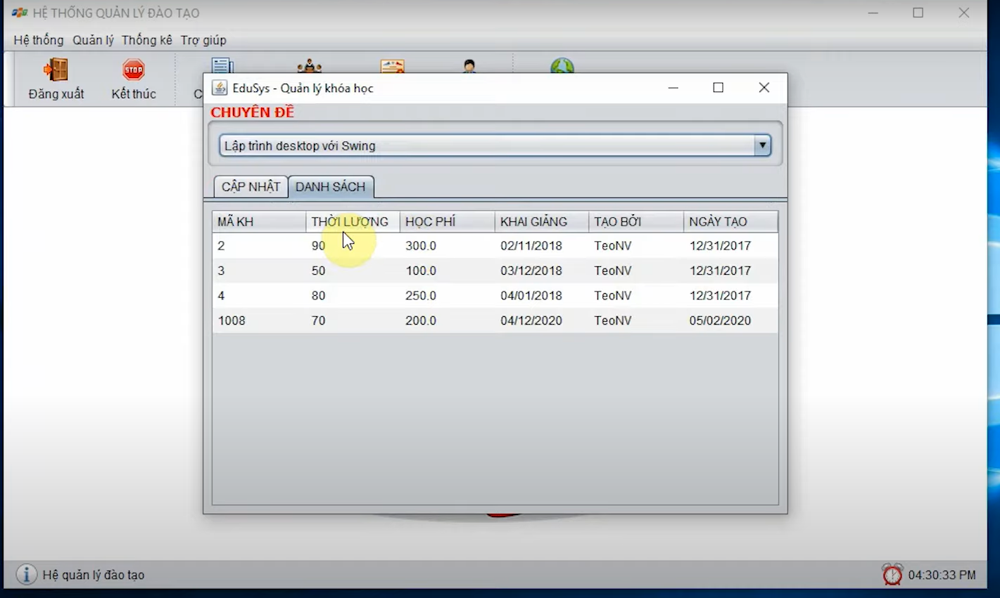 HỆ THỐNG QUẢN LÝ ĐÀO TẠO
Hệ thống Quản lý Thống kê Trợ giúp
STOP
Đăng xuất Kết thúc C
EduSys - Quản lý khóa học
CHUYÊN ĐỀ
Lập trình desktop với Swing
CẬP NHẬT DANH SÁCH
MÃ KH THỜI LƯỢNG HỌC PHÍ KHAI GIẢNG TẠO BỞI NGÀY TẠO
2 90 300.0 02/11/2018 TeoNV 12/31/2017
3 50 100.0 03/12/2018 TeoNV 12/31/2017
4 80 250.0 04/01/2018 TeoNV 12/31/2017
1008 70 200.0 04/12/2020 TeoNV 05/02/2020
Hệ quản lý đào tạo 04:30:33 PM